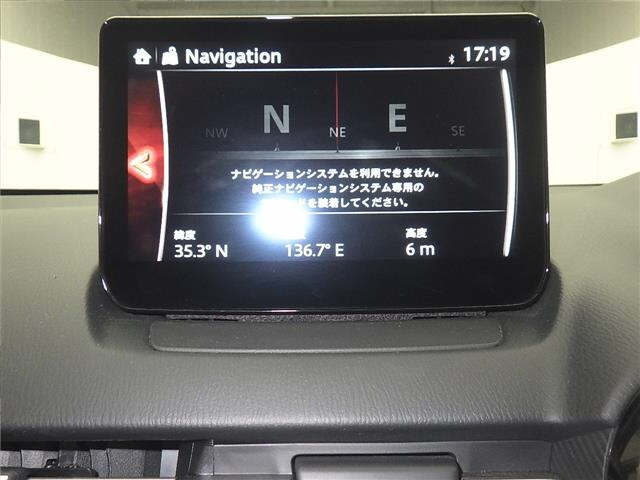 Navigation
17:19
NW N NE E SE
ナビゲーションシステムを利用できません。
純正ナビゲーションシステム専用の
ドを装着してください。
緯度 度 高度
35.3° N 136.7° E 6 m